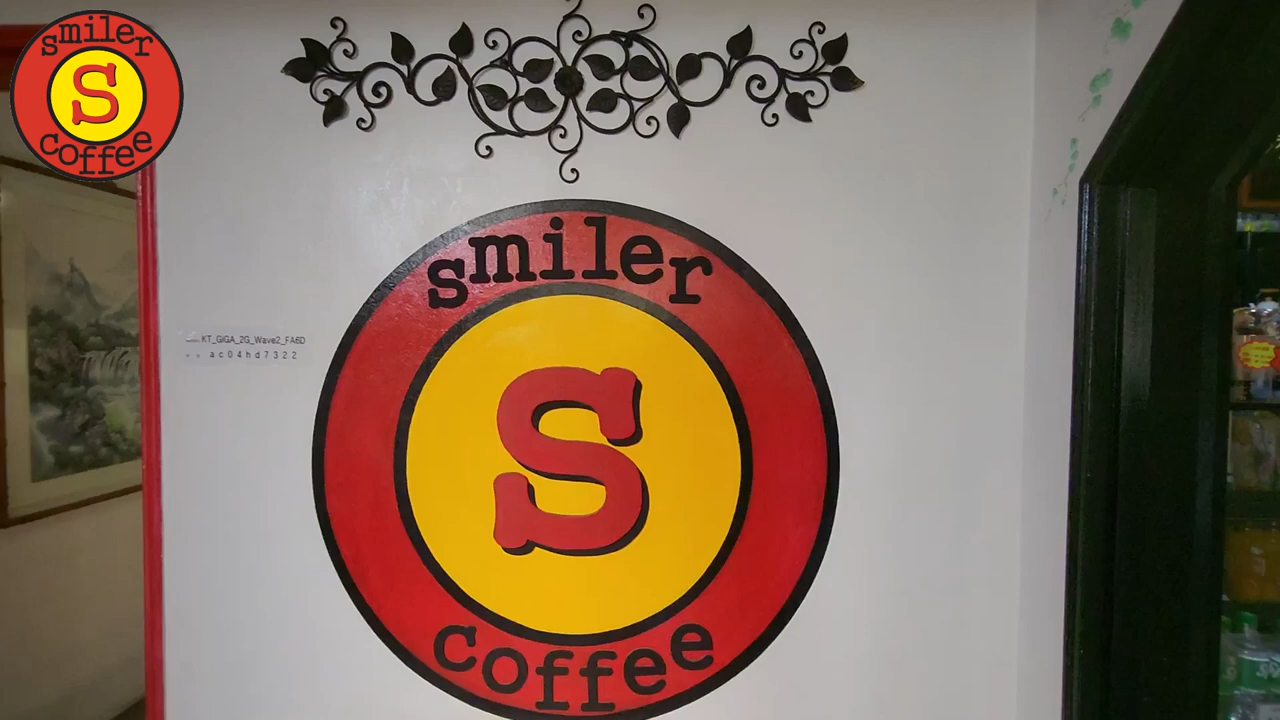 smiler
S
coffee
smiler
S
coffee
KT_GiGA_2G_Wave2_FA6D
ac04hd7322